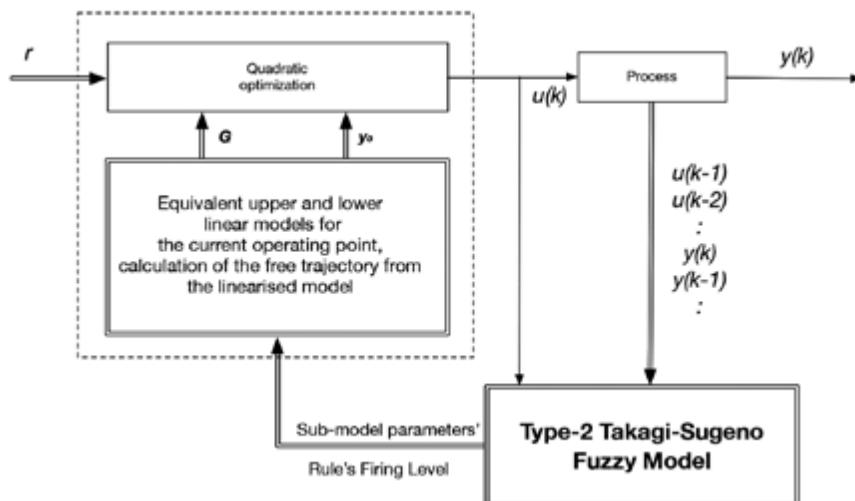 r
Quadratic
optimization
Process
y(k)
u(k)
G
y₀
Equivalent upper and lower
linear models for
the current operating point,
calculation of the free trajectory from
the linearised model
u(k-1)
u(k-2)
:
y(k)
y(k-1)
:
Sub-model parameters'
Rule's Firing Level
Type-2 Takagi-Sugeno
Fuzzy Model